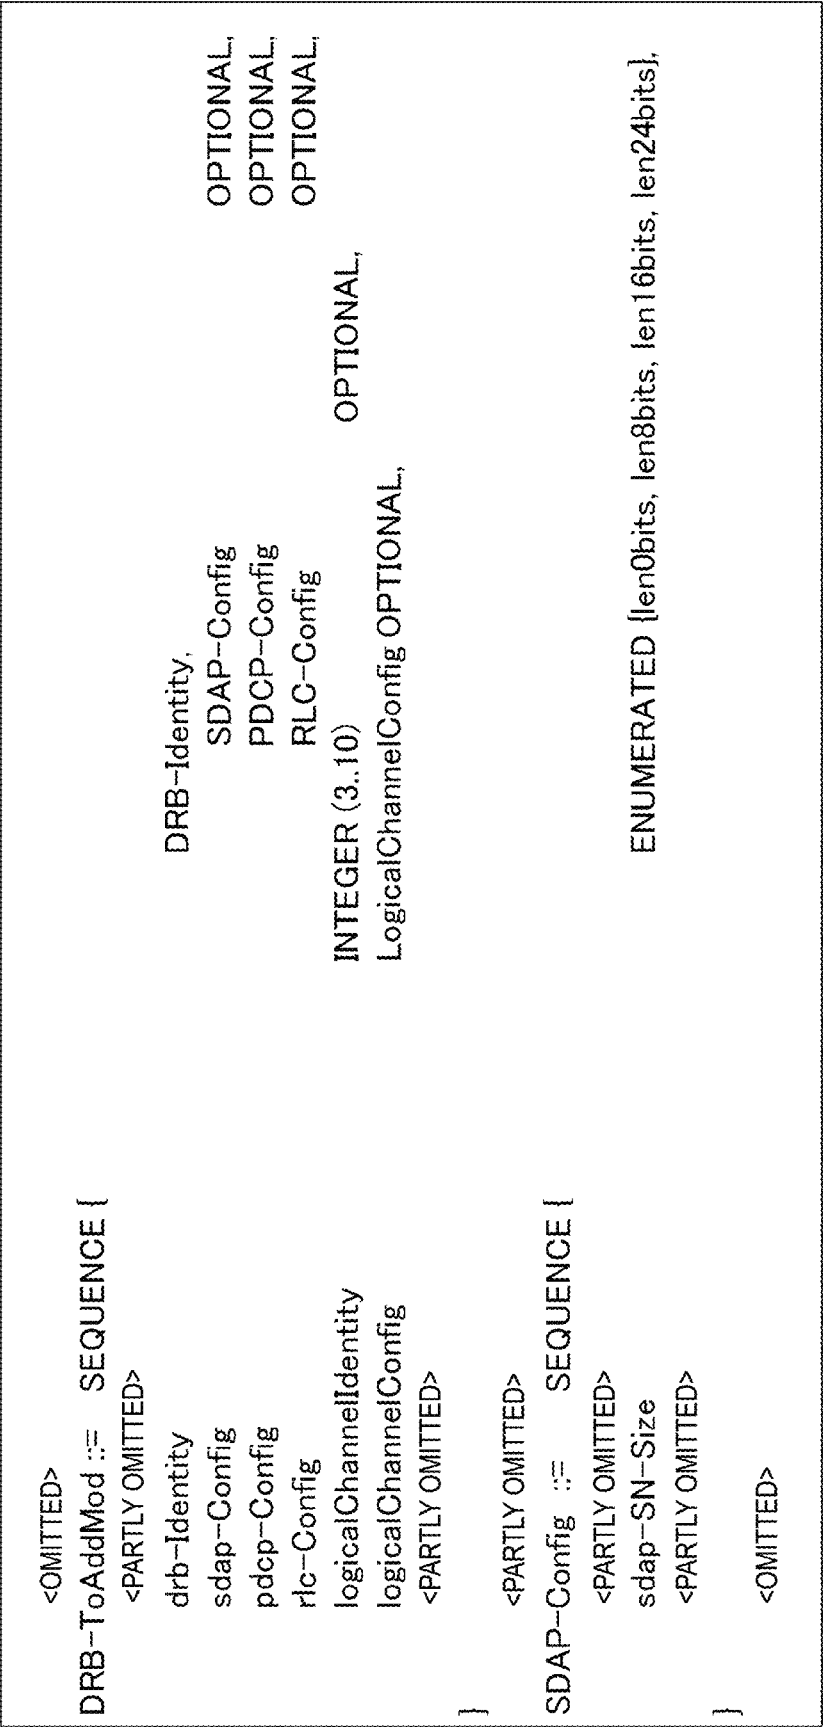 <OMITTED>
DRB-ToAddMod ::= SEQUENCE {
<PARTLY OMITTED>
drb-Identity DRB-Identity,
sdap-Config SDAP-Config OPTIONAL,
pdcp-Config PDCP-Config OPTIONAL,
rlc-Config RLC-Config OPTIONAL,
logicalChannelIdentity INTEGER (3..10) OPTIONAL,
logicalChannelConfig LogicalChannelConfig OPTIONAL,
<PARTLY OMITTED>
}
<PARTLY OMITTED>
SDAP-Config ::= SEQUENCE {
<PARTLY OMITTED>
sdap-SN-Size ENUMERATED {len0bits, len8bits, len16bits, len24bits},
<PARTLY OMITTED>
}
<OMITTED>